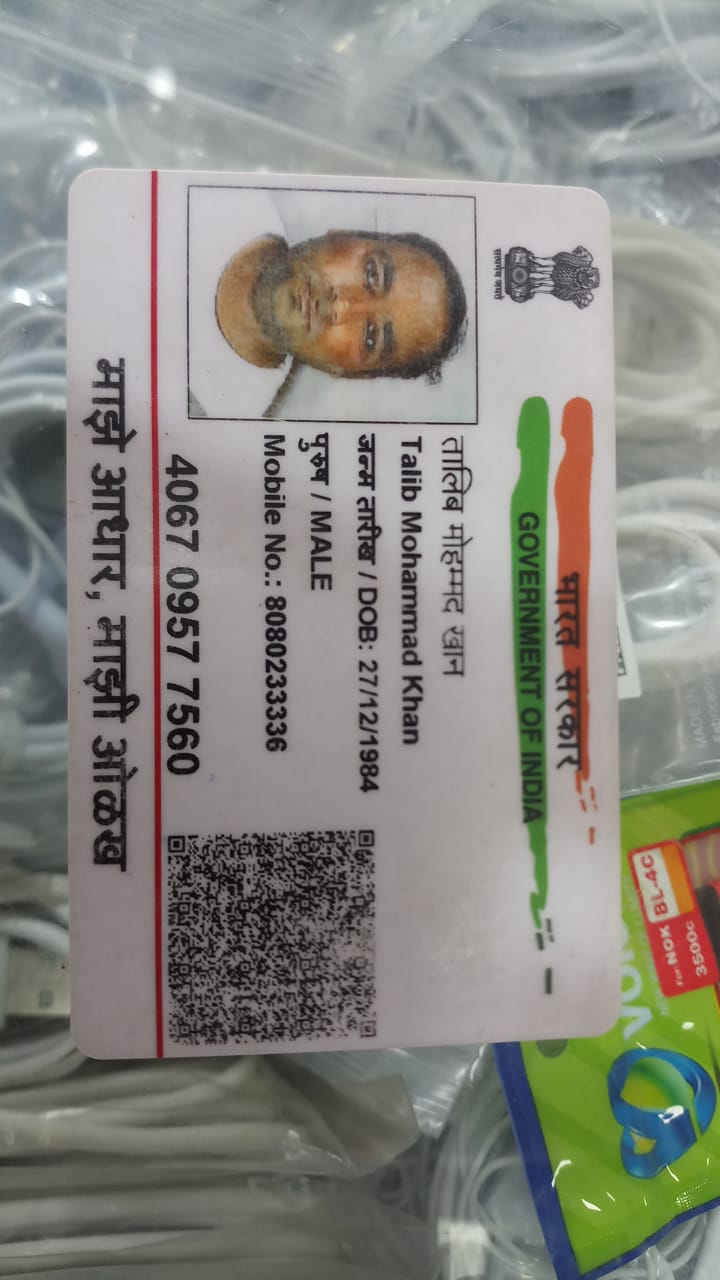 भारत सरकार
GOVERNMENT OF INDIA
सत्यमेव जयते
तालिब मोहम्मद खान
Talib Mohammad Khan
जन्म तारीख / DOB: 27/12/1984
पुरुष / MALE
Mobile No.: 8080233336
4067 0957 7560
माझे आधार, माझी ओळख
For NOK BL-4C
3500c
MADE IN